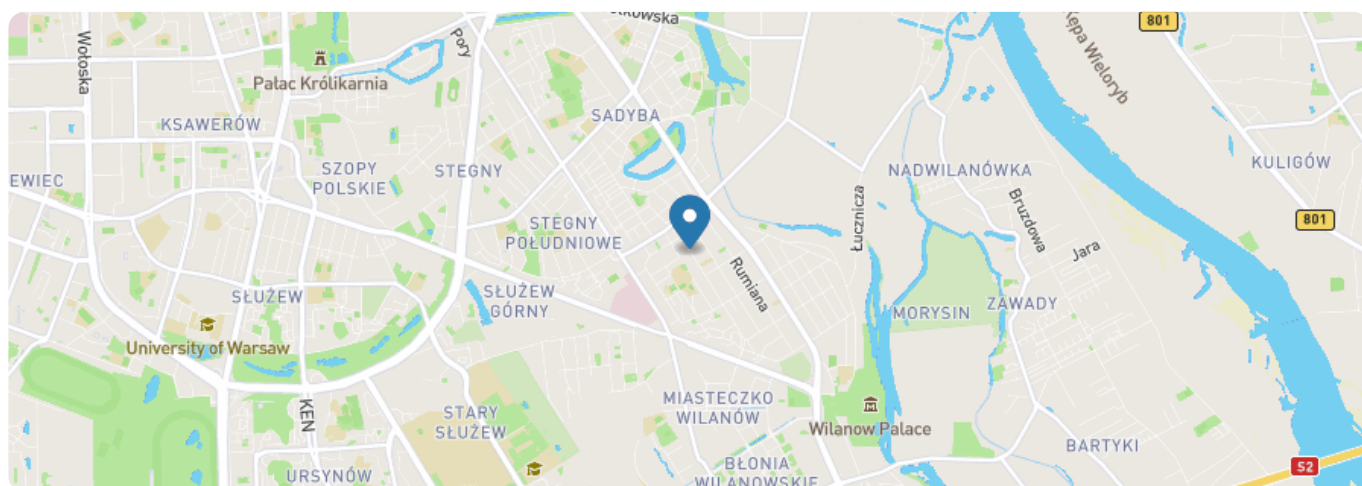 801
Kępa Wieloryb
Wołoska
Pory
Pałac Królikarnia
KSAWERÓW
SADYBA
SZOPY
POLSKIE
STEGNY
NADWILANÓWKA
KULIGÓW
801
STEGNY
POŁUDNIOWE
Łucznicza
Bruzdowa
Jara
Rumiana
SŁUŻEW
SŁUŻEW
GÓRNY
MORYSIN
ZAWADY
University of Warsaw
KEN
STARY
SŁUŻEW
MIASTECZKO
WILANÓW
Wilanow Palace
BARTYKI
URSYNÓW
BŁONIA
WILANOWSKIE
S2